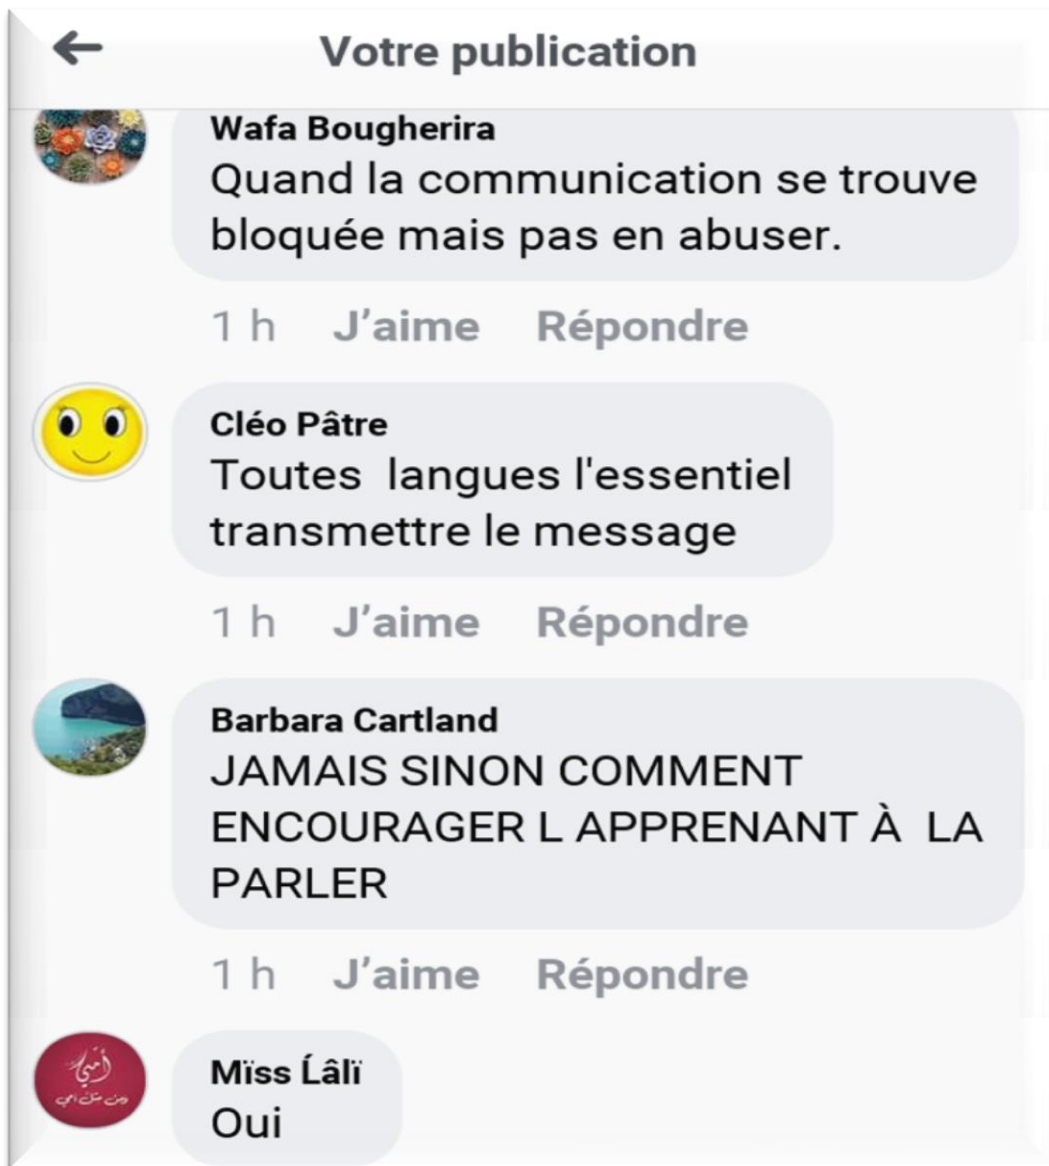 Votre publication
Wafa Bougherira
Quand la communication se trouve
bloquée mais pas en abuser.
1 h J’aime Répondre
Cléo Pâtre
Toutes  langues l'essentiel
transmettre le message
1 h J’aime Répondre
Barbara Cartland
JAMAIS SINON COMMENT
ENCOURAGER L APPRENANT À  LA
PARLER
1 h J’aime Répondre
أمي
Mïss Ĺâlï
Oui